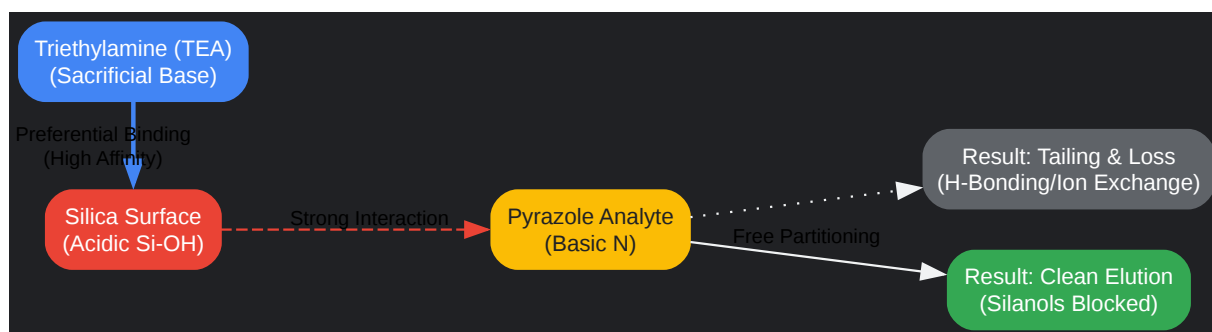 Triethylamine (TEA)
(Sacrificial Base)
Preferential Binding
(High Affinity)
Silica Surface
(Acidic Si-OH)
Strong Interaction
Pyrazole Analyte
(Basic N)
Free Partitioning
Result: Tailing & Loss
(H-Bonding/Ion Exchange)
Result: Clean Elution
(Silanols Blocked)